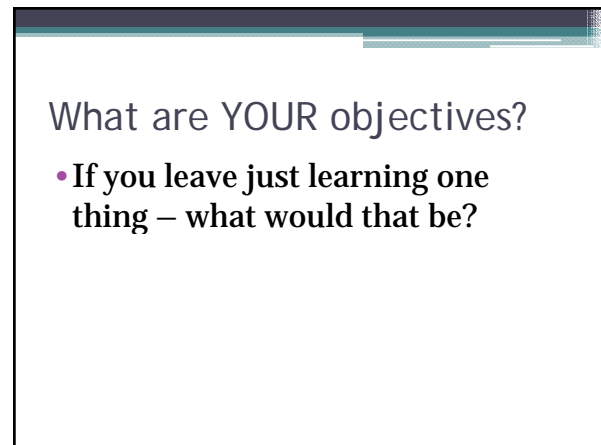 What are YOUR objectives?
•If you leave just learning one
thing – what would that be?